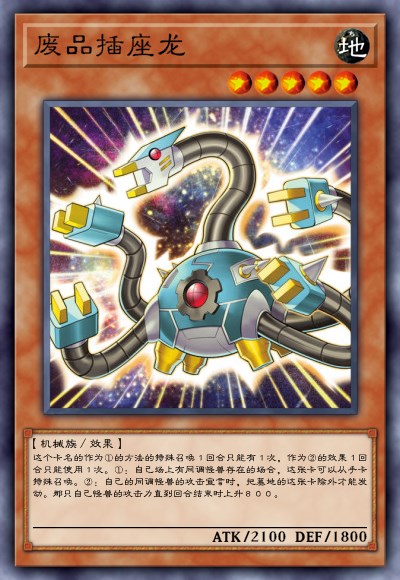 废品插座龙
地
【机械族／效果】
这个卡名的作为①的方法的特殊召唤１回合只能有１次，作为②的效果１回
合只能使用１次。①：自己场上有同调怪兽存在的场合，这张卡可以从手卡
特殊召唤。②：自己的同调怪兽的攻击宣言时，把墓地的这张卡除外才能发
动。那只自己怪兽的攻击力直到回合结束时上升８００。
ATK/2100 DEF/1800